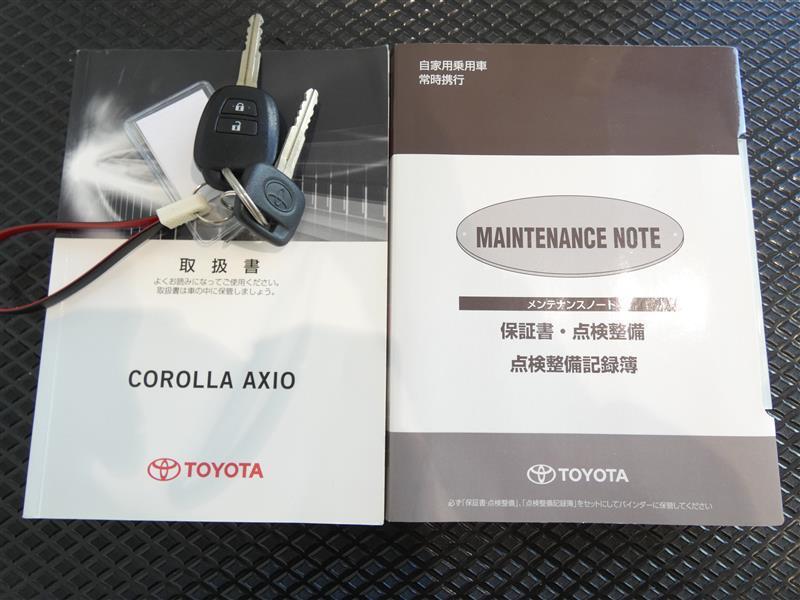 取扱書
よくお読みになってご使用ください。
取扱書は車の中に保管しましょう。
COROLLA AXIO
TOYOTA
自家用乗用車
常時携行
MAINTENANCE NOTE
メンテナンスノート
保証書・点検整備
点検整備記録簿
TOYOTA
必ず「保証書・点検整備」、「点検整備記録簿」をセットにしてバインダーに保管してください